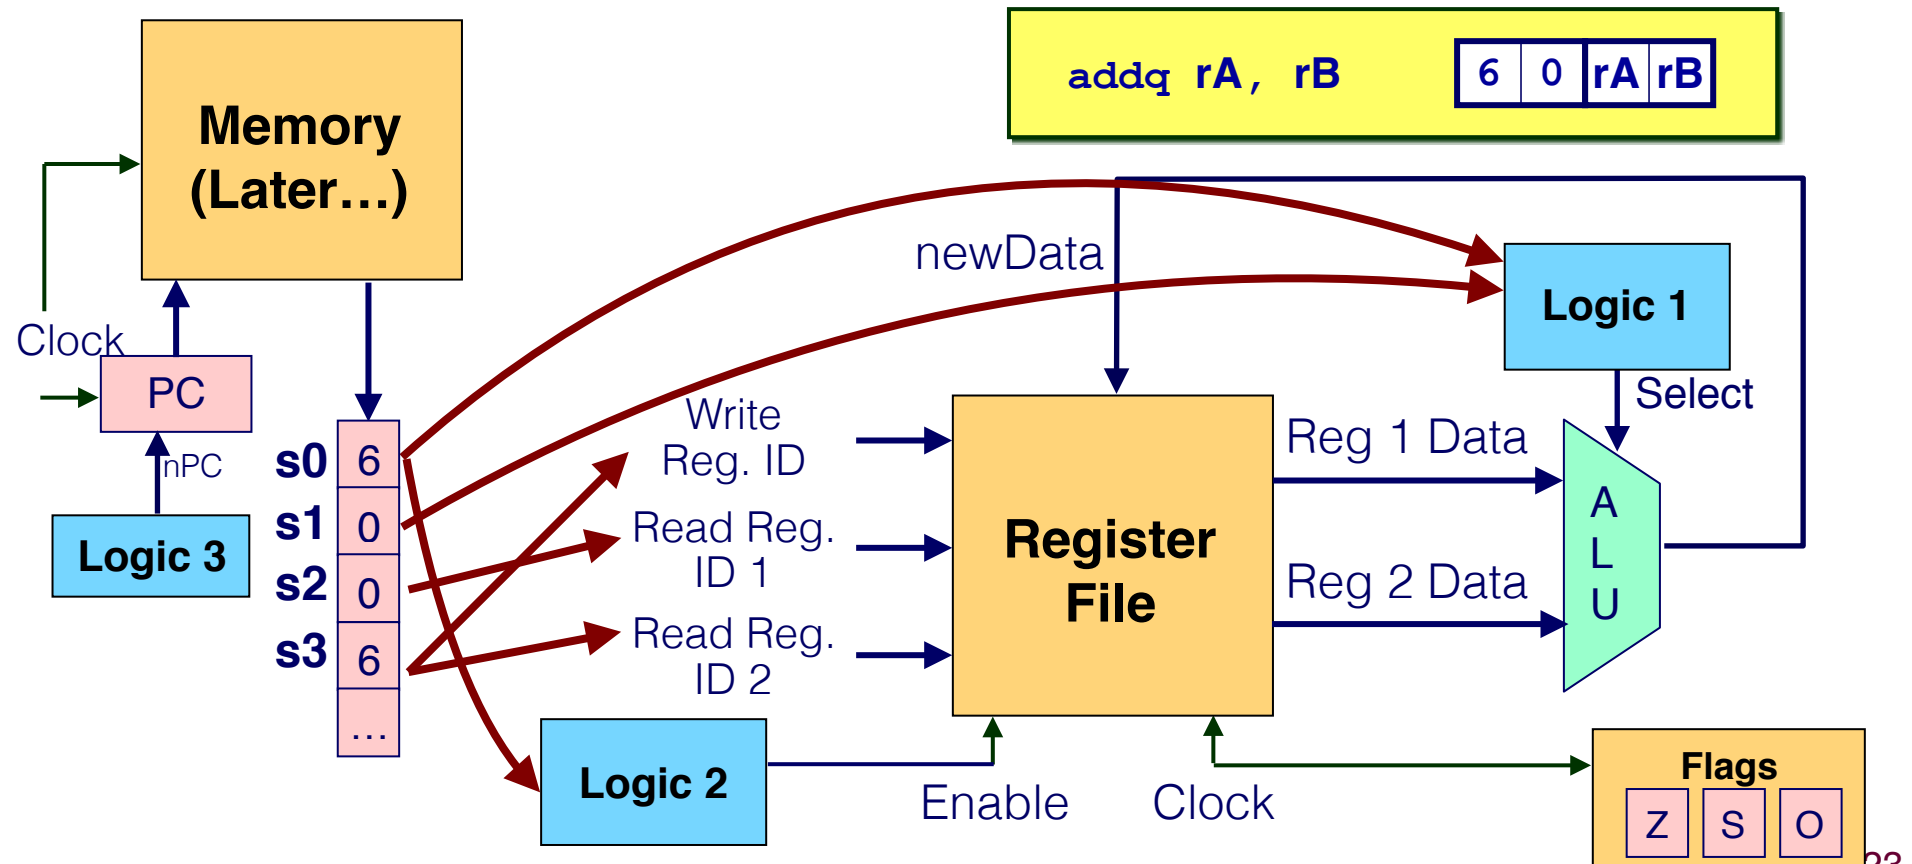 addq rA, rB
6 0 rA rB
Memory
(Later…)
Clock
PC
nPC
Logic 3
s0 6
s1 0
s2 0
s3 6
…
newData
Write
Reg. ID
Read Reg.
ID 1
Read Reg.
ID 2
Register
File
Logic 1
Select
Reg 1 Data
Reg 2 Data
A
L
U
Logic 2
Enable
Clock
Flags
Z S O
23